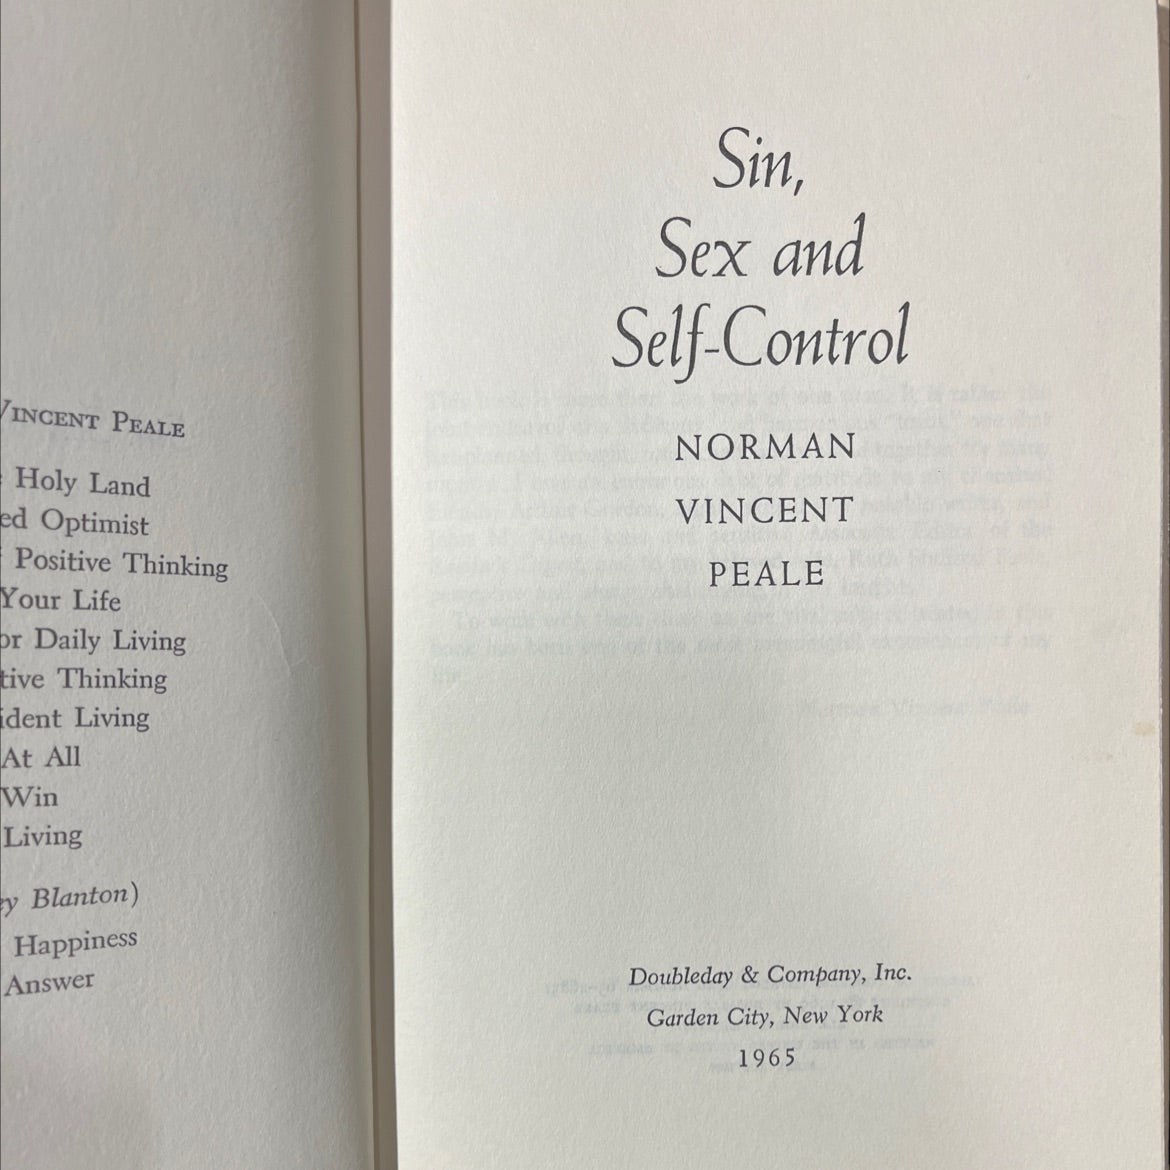 VINCENT PEALE
Holy Land
ed Optimist
Positive Thinking
Your Life
or Daily Living
tive Thinking
ident Living
At All
Win
Living
ey Blanton)
Happiness
Answer
Sin,
Sex and
Self-Control
NORMAN
VINCENT
PEALE
Doubleday & Company, Inc.
Garden City, New York
1965